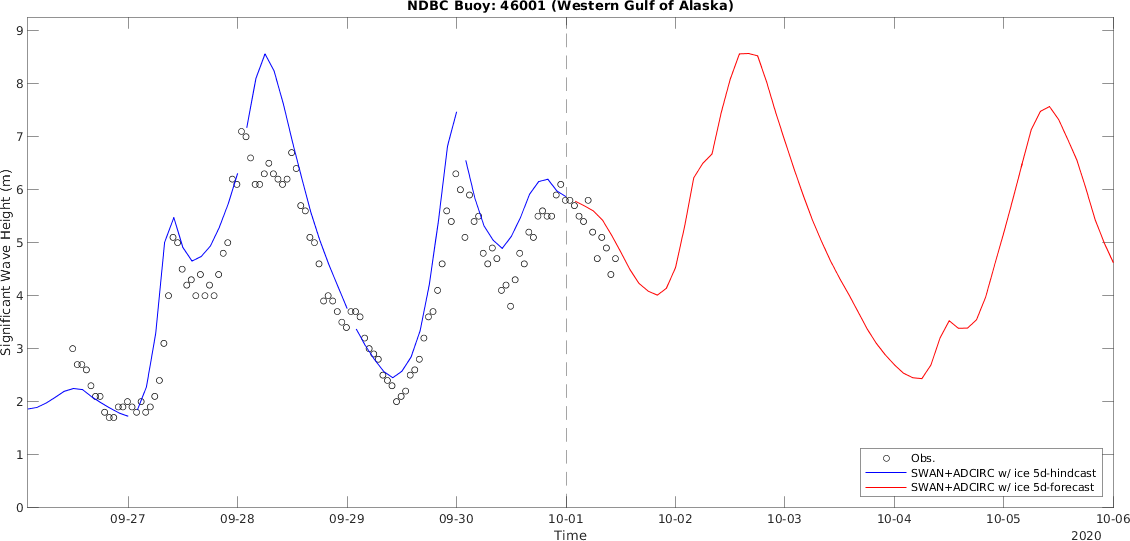 NDBC Buoy: 46001 (Western Gulf of Alaska)
Significant Wave Height (m)
9
8
7
6
5
4
3
2
1
0
Obs.
SWAN+ADCIRC w/ ice 5d-hindcast
SWAN+ADCIRC w/ ice 5d-forecast
09-27 09-28 09-29 09-30 10-01 10-02 10-03 10-04 10-05 10-06
Time
2020